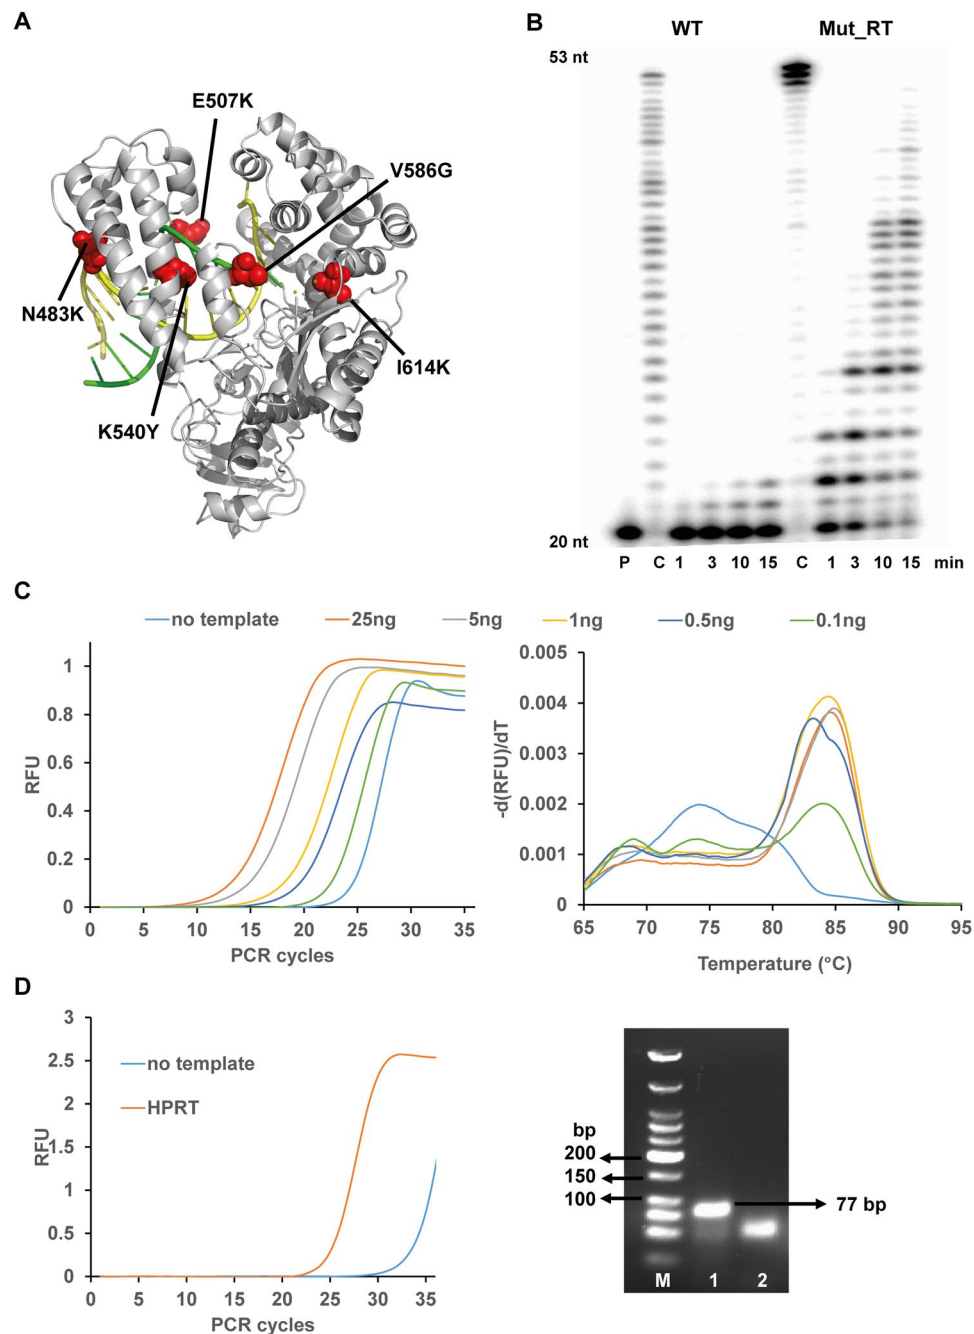 A
E507K
V586G
N483K
I614K
K540Y
B
WT Mut_RT
53 nt
20 nt
P C 1 3 10 15 C 1 3 10 15 min
C
no template 25ng 5ng 1ng 0.5ng 0.1ng
RFU
1
0.8
0.6
0.4
0.2
0
0 5 10 15 20 25 30 35
PCR cycles
-d(RFU)/dT
0.005
0.004
0.003
0.002
0.001
0
65 70 75 80 85 90 95
Temperature (°C)
D
RFU
3
2.5
2
1.5
1
0.5
0
no template
HPRT
0 5 10 15 20 25 30 35
PCR cycles
bp
200
150
100
77 bp
M 1 2